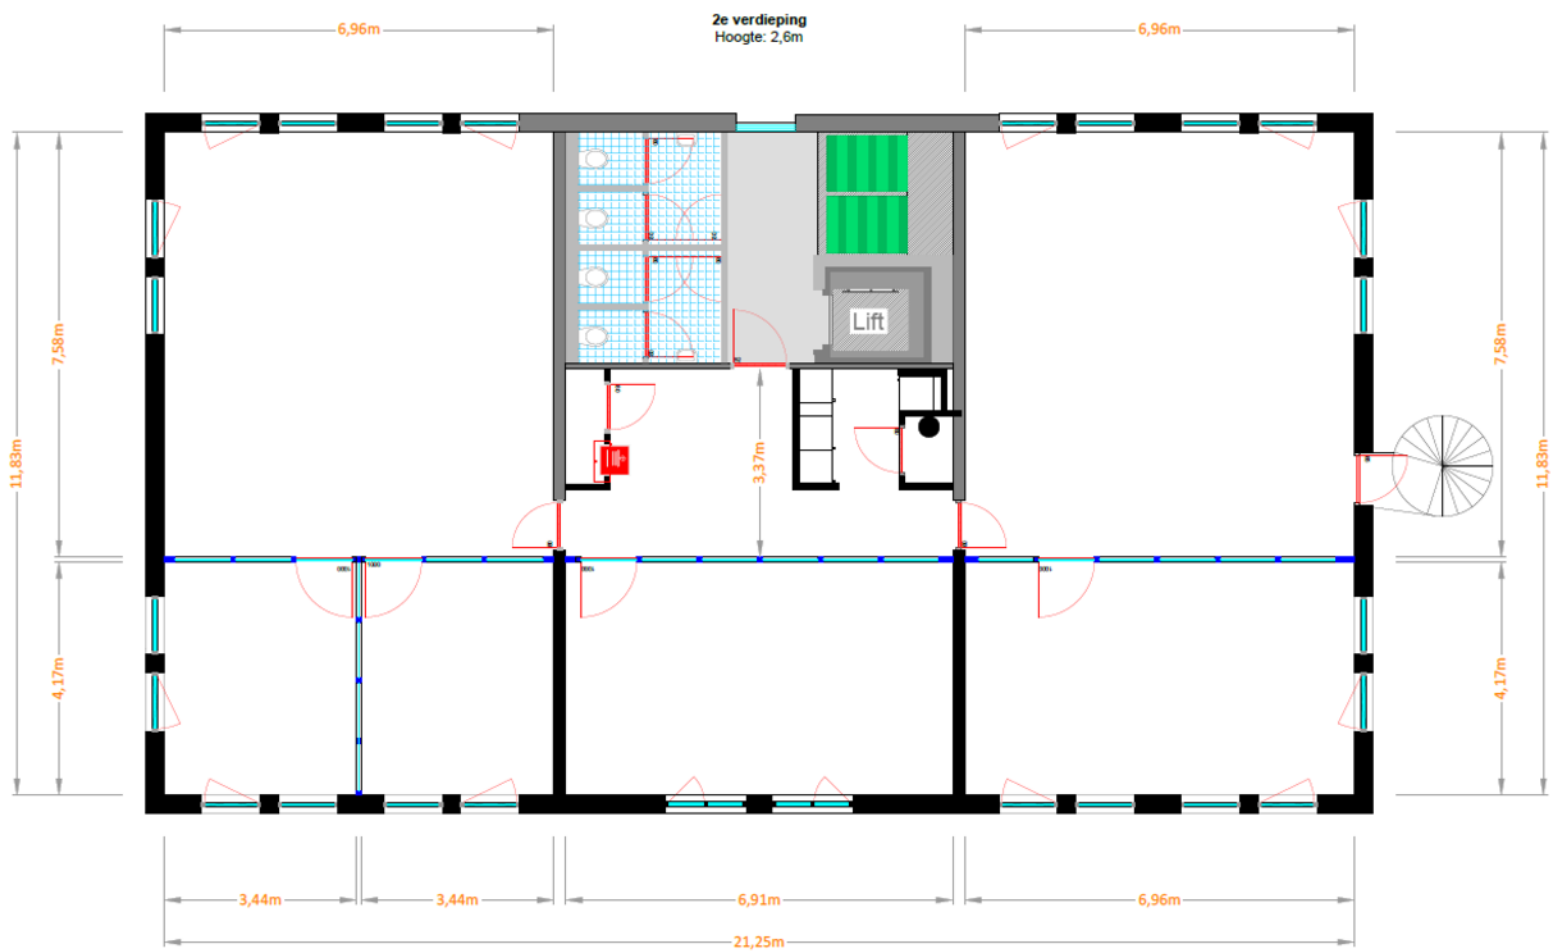 2e verdieping
Hoogte: 2,6m
6,96m
6,96m
7,58m
11,83m
Lift
7,58m
11,83m
3,37m
4,17m
4,17m
3,44m
3,44m
6,91m
6,96m
21,25m